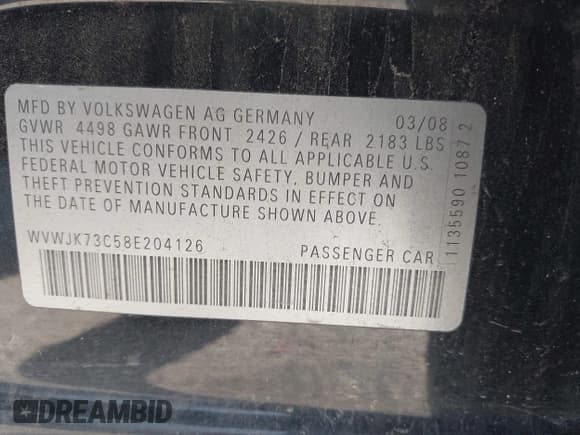 MFD BY VOLKSWAGEN AG GERMANY 03/08
GVWR 4498 GAWR FRONT 2426 / REAR 2183 LBS
THIS VEHICLE CONFORMS TO ALL APPLICABLE U.S.
FEDERAL MOTOR VEHICLE SAFETY, BUMPER AND
THEFT PREVENTION STANDARDS IN EFFECT ON
THE DATE OF MANUFACTURE SHOWN ABOVE.
WVWJK73C58E204126 PASSENGER CAR
1135590 1087 2
DREAMBID